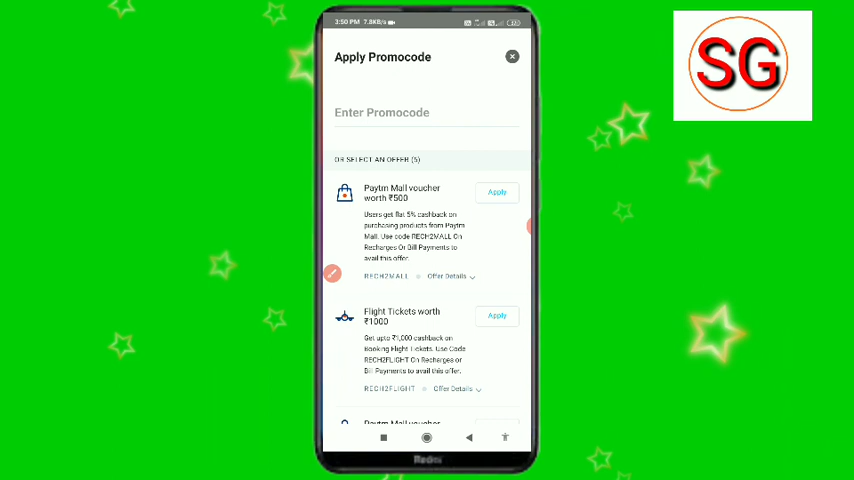 3:50 PM 7.8KB/s
SG
Apply Promocode
Enter Promocode
OR SELECT AN OFFER (5)
Paytm Mall voucher
worth ₹500
Apply
Users get flat 5% cashback on
purchasing products from Paytm
Mall. Use code RECH2MALL On
Recharges Or Bill Payments to
avail this offer.
RECH2MALL Offer Details
Flight Tickets worth
₹1000
Apply
Get upto ₹1,000 cashback on
Booking Flight Tickets. Use Code
RECH2FLIGHT On Recharges or
Bill Payments to avail this offer.
RECH2FLIGHT Offer Details
Paytm Mall voucher
Redmi